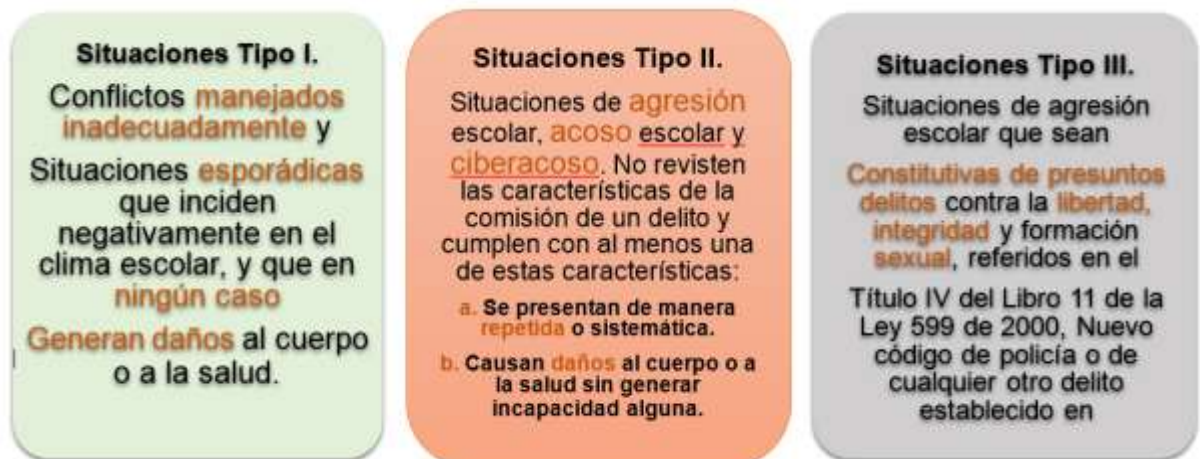 Situaciones Tipo I.
Conflictos manejados
inadecuadamente y
Situaciones esporádicas
que inciden
negativamente en el
clima escolar, y que en
ningún caso
Generan daños al cuerpo
o a la salud.
Situaciones Tipo II.
Situaciones de agresión
escolar, acoso escolar y
ciberacoso. No revisten
las características de la
comisión de un delito y
cumplen con al menos una
de estas características:
a. Se presentan de manera
repetida o sistemática.
b. Causan daños al cuerpo o a
la salud sin generar
incapacidad alguna.
Situaciones Tipo III.
Situaciones de agresión
escolar que sean
Constitutivas de presuntos
delitos contra la libertad,
integridad y formación
sexual, referidos en el
Título IV del Libro 11 de la
Ley 599 de 2000, Nuevo
código de policía o de
cualquier otro delito
establecido en